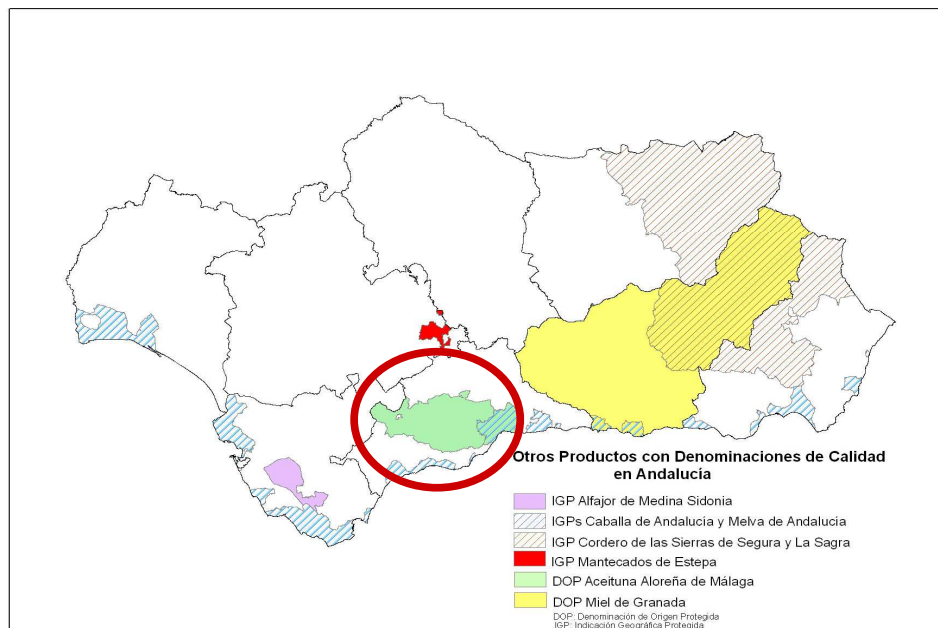 Otros Productos con Denominaciones de Calidad
en Andalucía
IGP Alfajor de Medina Sidonia
IGPs Caballa de Andalucia y Melva de Andalucia
IGP Cordero de las Sierras de Segura y La Sagra
IGP Mantecados de Estepa
DOP Aceituna Aloreña de Málaga
DOP Miel de Granada
DOP: Denominación de Origen Protegida
IGP: Indicación Geográfica Protegida